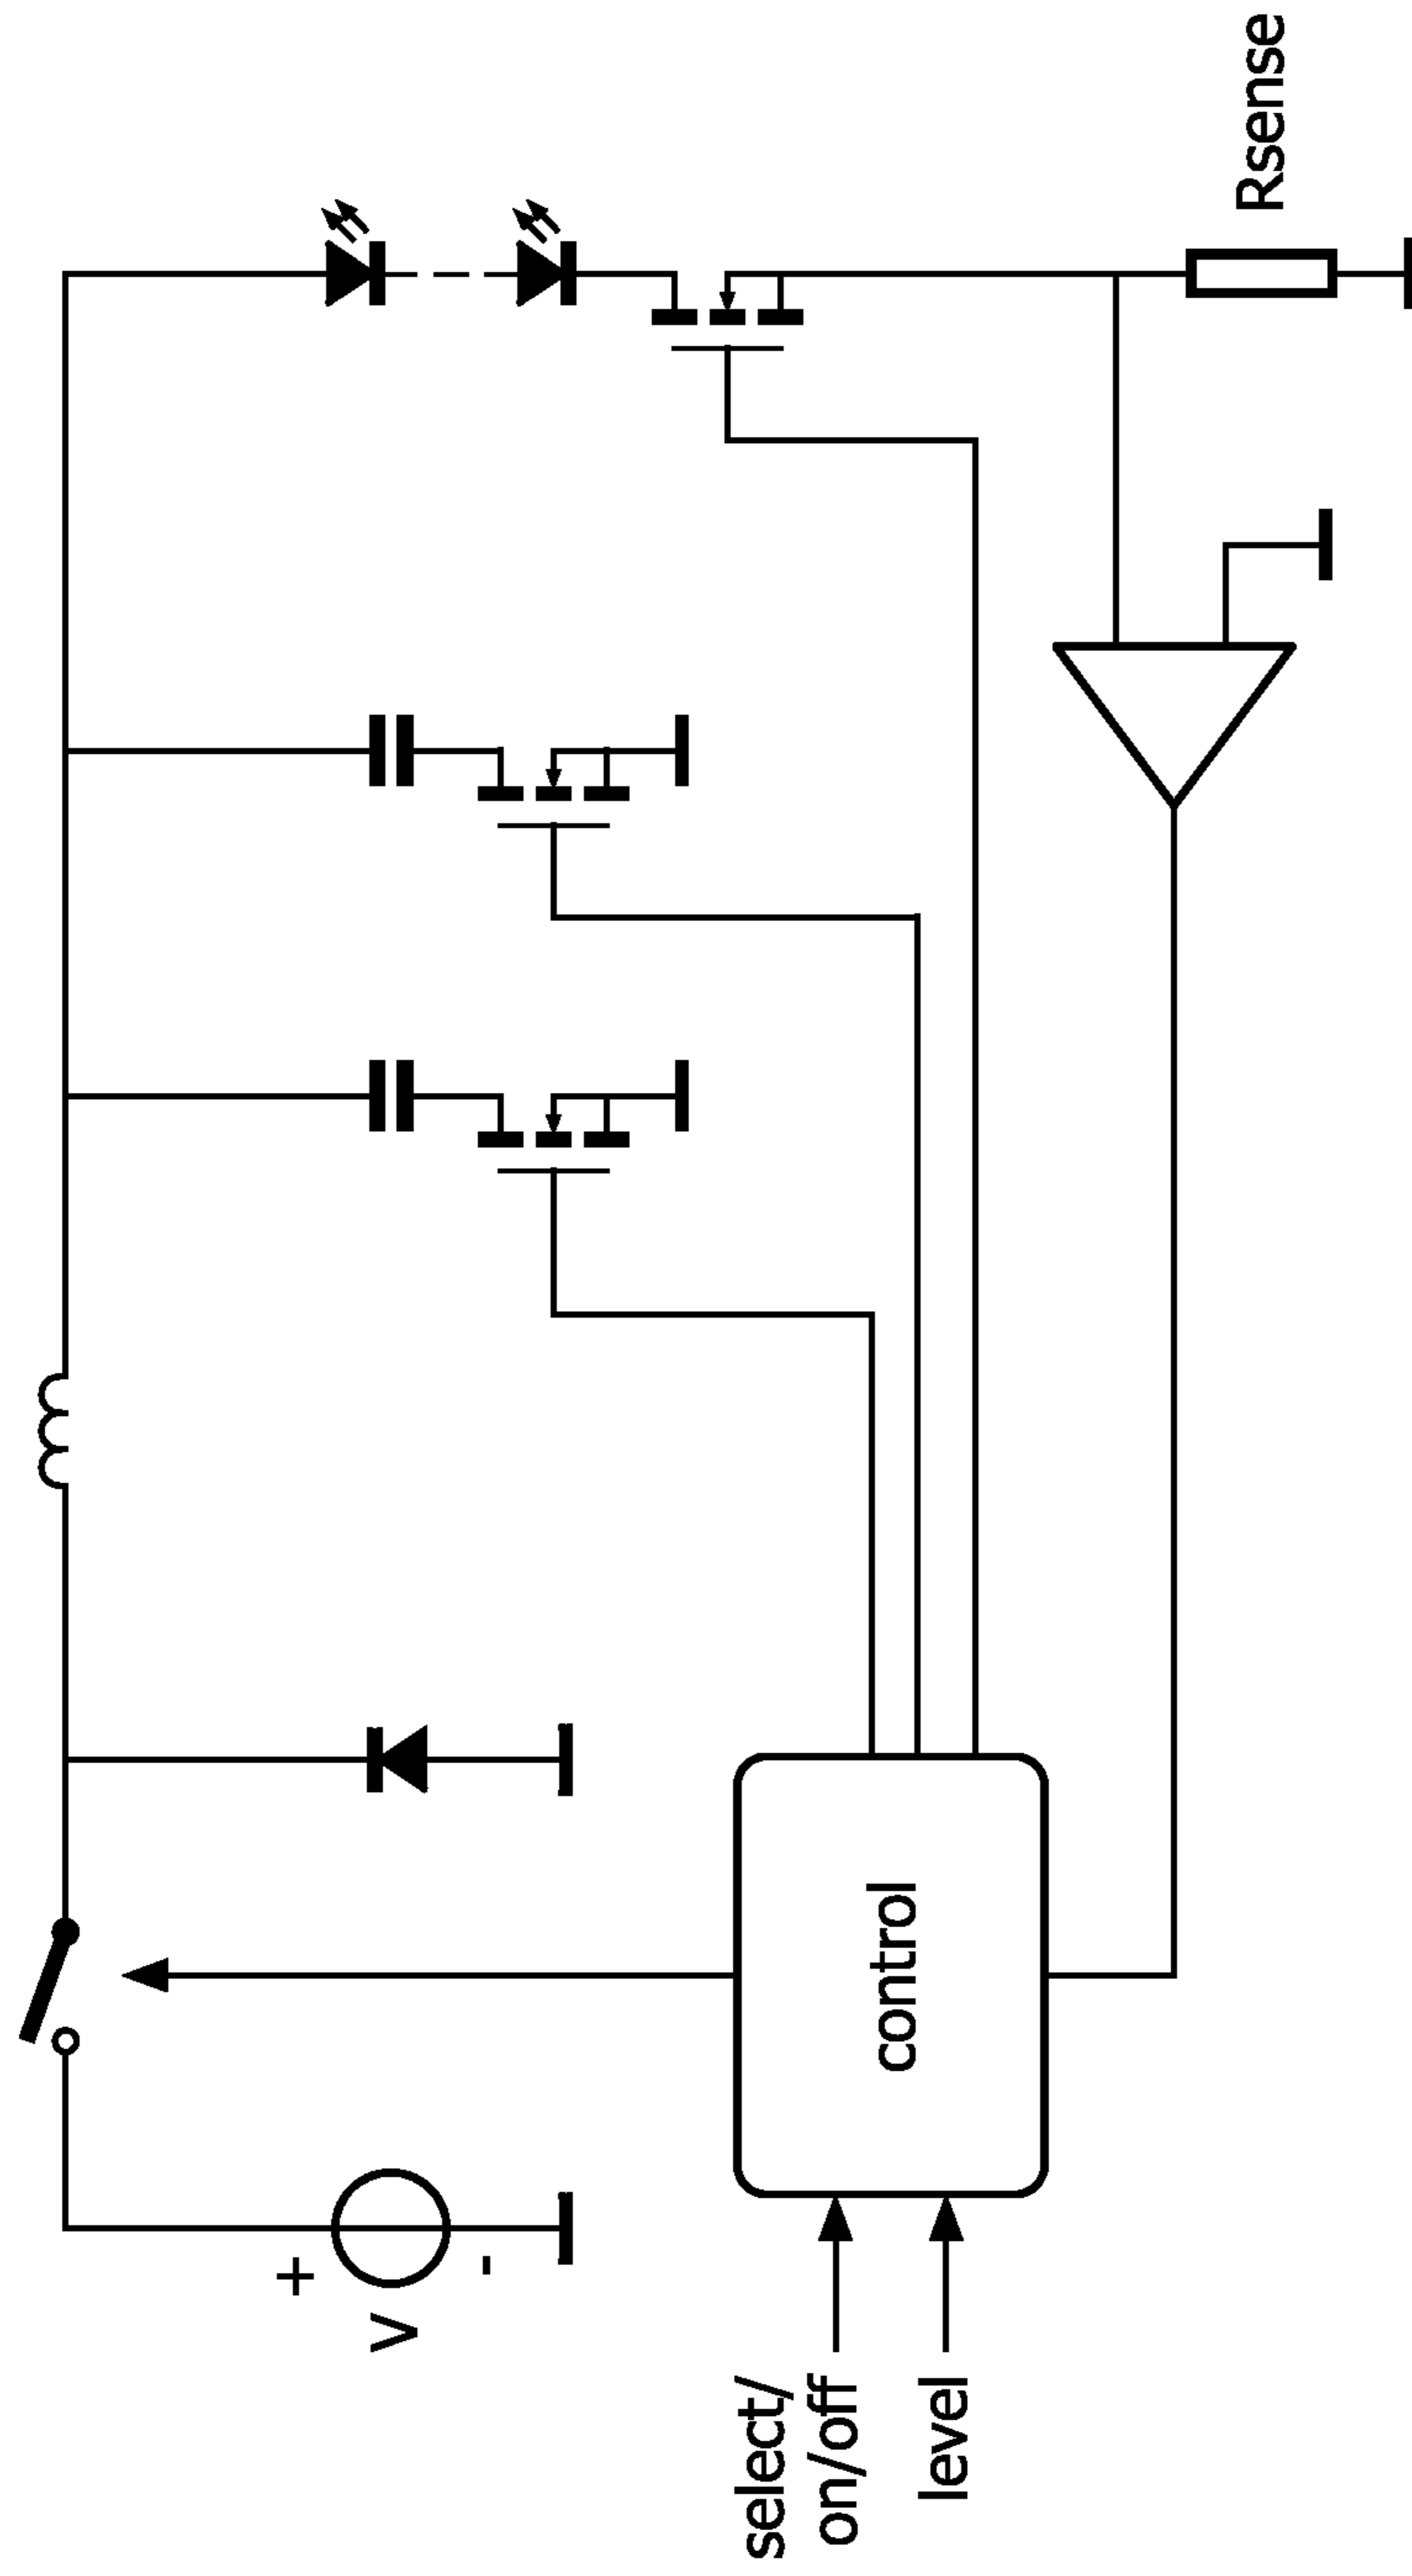 +
V
-
select/
on/off
level
control
Rsense